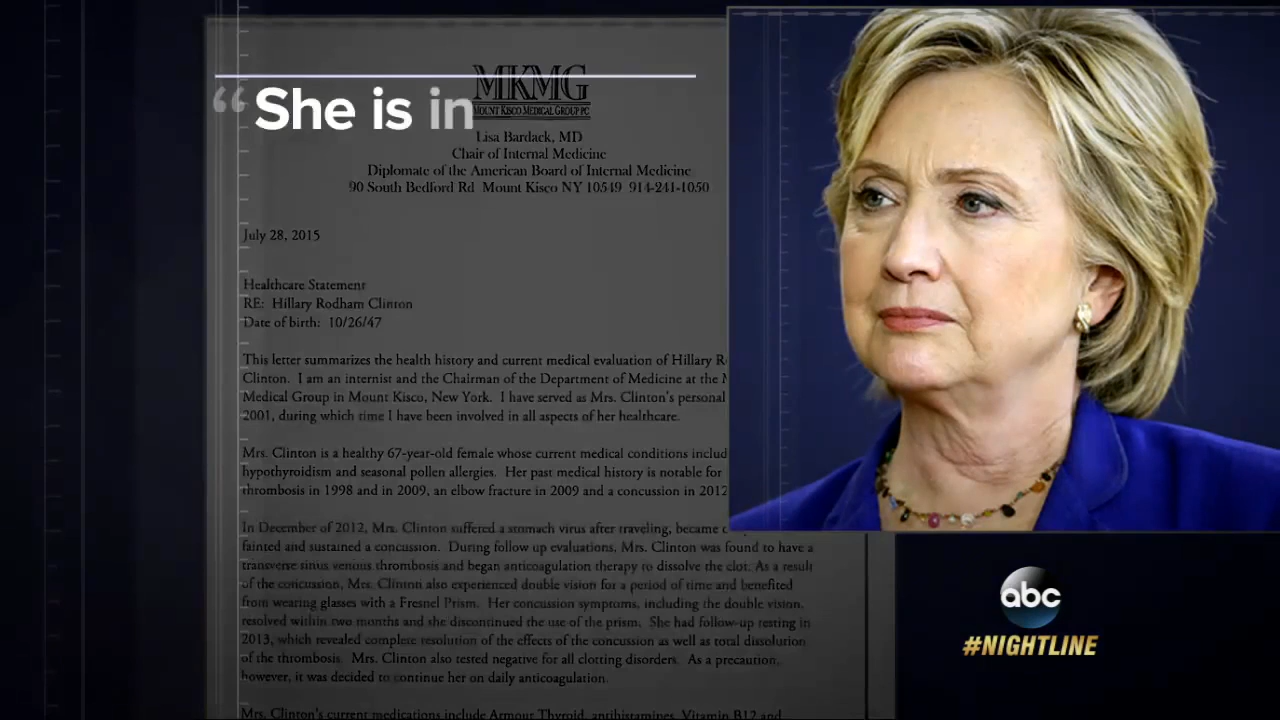 “She is in
MKMG
MOUNT KISCO MEDICAL GROUP PC
Lisa Bardack, MD
Chair of Internal Medicine
Diplomate of the American Board of Internal Medicine
90 South Bedford Rd Mount Kisco NY 10549 914-241-1050
July 28, 2015
Healthcare Statement
RE: Hillary Rodham Clinton
Date of birth: 10/26/47
This letter summarizes the health history and current medical evaluation of Hillary
Clinton. I am an internist and the Chairman of the Department of Medicine at the
Medical Group in Mount Kisco, New York. I have served as Mrs. Clinton's personal
2001, during which time I have been involved in all aspects of her healthcare.
Mrs. Clinton is a healthy 67-year-old female whose current medical conditions includ
hypothyroidism and seasonal pollen allergies. Her past medical history is notable for
thrombosis in 1998 and in 2009, an elbow fracture in 2009 and a concussion in 2012
In December of 2012, Mrs. Clinton suffered a stomach virus after traveling, became
fainted and sustained a concussion. During follow up evaluations, Mrs. Clinton was found to have a
transverse sinus venous thrombosis and began anticoagulation therapy to dissolve the clot. As a result
of the concussion, Mrs. Clinton also experienced double vision for a period of time and benefited
from wearing glasses with a Fresnel Prism. Her concussion symptoms, including the double vision,
resolved within two months and she discontinued the use of the prism. She had follow-up testing in
2013, which revealed complete resolution of the effects of the concussion as well as total dissolution
of the thrombosis. Mrs. Clinton also tested negative for all clotting disorders. As a precaution,
however, it was decided to continue her on daily anticoagulation.
Mrs. Clinton's current medications include Armour Thyroid, antihistamines, Vitamin B12 and
abc
#NIGHTLINE